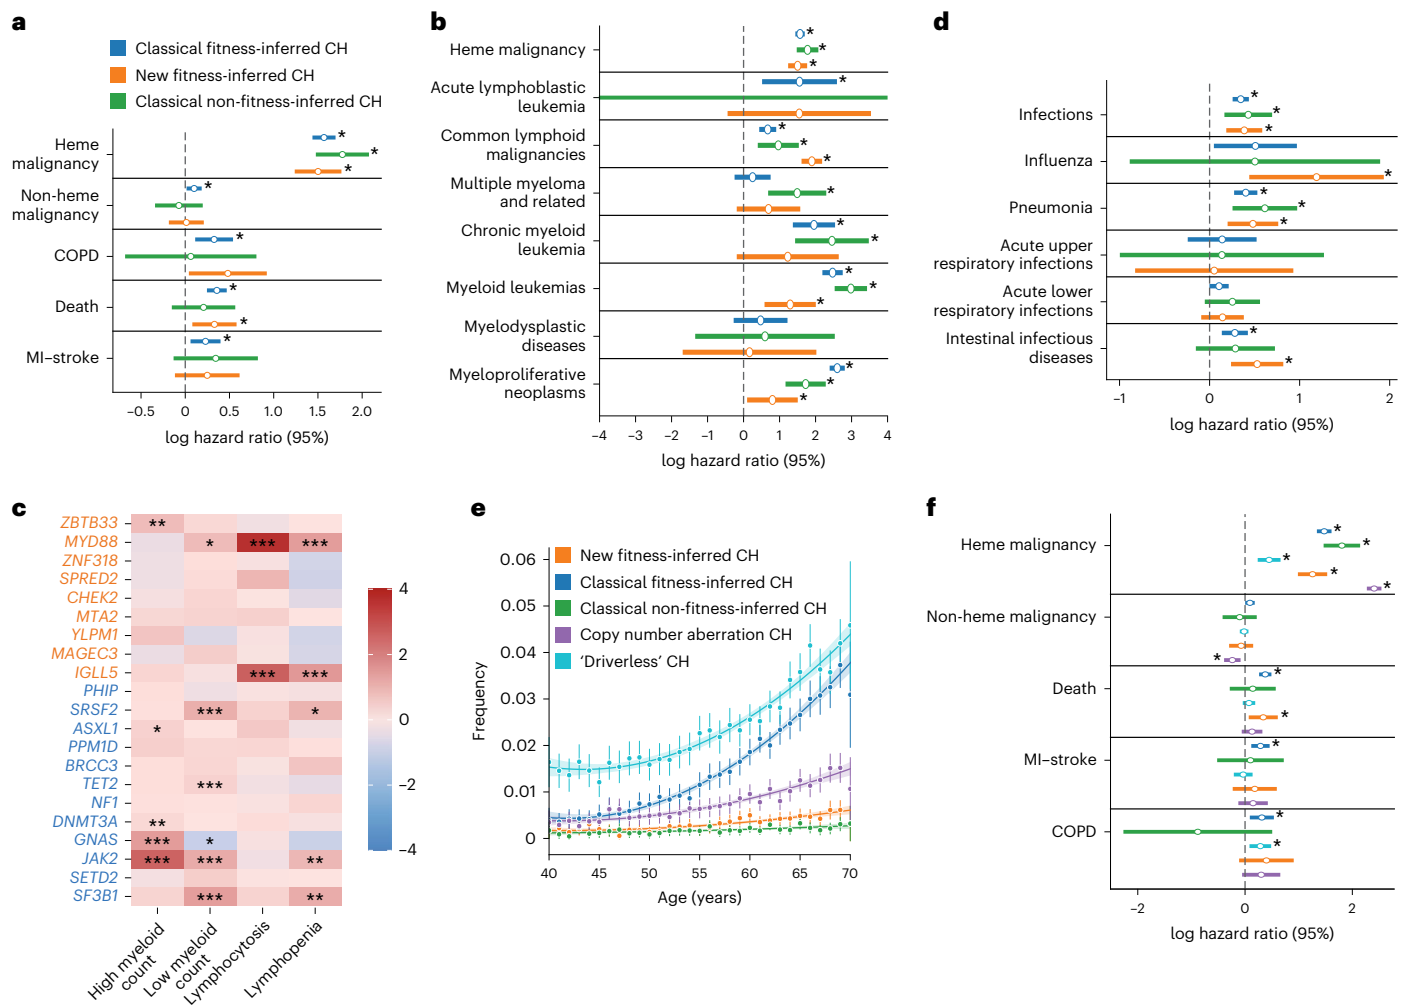 a
Classical fitness-inferred CH
New fitness-inferred CH
Classical non-fitness-inferred CH
Heme
malignancy
*
*
*
Non-heme
malignancy
*
COPD
*
Death
*
*
MI–stroke
*
–0.5 0 0.5 1.0 1.5 2.0
log hazard ratio (95%)
b
Heme malignancy
*
*
*
Acute lymphoblastic
leukemia
*
Common lymphoid
malignancies
*
*
*
Multiple myeloma
and related
*
Chronic myeloid
leukemia
*
*
Myeloid leukemias
*
*
*
Myelodysplastic
diseases
Myeloproliferative
neoplasms
*
*
*
–4 –3 –2 –1 0 1 2 3 4
log hazard ratio (95%)
d
Infections
*
*
*
Influenza
*
Pneumonia
*
*
*
Acute upper
respiratory infections
Acute lower
respiratory infections
Intestinal infectious
diseases
*
*
–1 0 1 2
log hazard ratio (95%)
c
ZBTB33 **
MYD88 * *** ***
ZNF318
SPRED2
CHEK2
MTA2
YLPM1
MAGEC3
IGLL5 *** ***
PHIP
SRSF2 *** *
ASXL1 *
PPM1D
BRCC3
TET2 ***
NF1
DNMT3A **
GNAS *** *
JAK2 *** *** **
SETD2
SF3B1 *** **
High myeloid
count
Low myeloid
count
Lymphocytosis
Lymphopenia
4
2
0
–2
–4
e
Frequency
0.06
0.05
0.04
0.03
0.02
0.01
0
New fitness-inferred CH
Classical fitness-inferred CH
Classical non-fitness-inferred CH
Copy number aberration CH
‘Driverless’ CH
40 45 50 55 60 65 70
Age (years)
f
Heme malignancy
*
*
*
*
*
Non-heme malignancy
*
Death
*
*
MI–stroke
*
COPD
*
*
–2 0 2
log hazard ratio (95%)